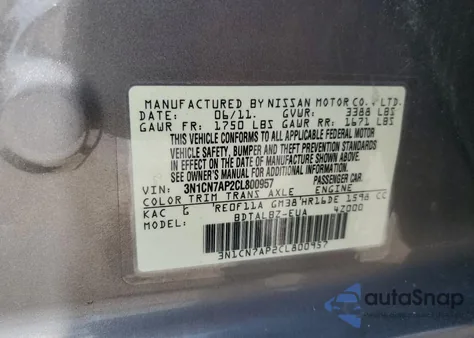 MANUFACTURED BY NISSAN MOTOR CO., LTD.
DATE: 06/11. GVWR: 3388 LBS
GAWR FR: 1750 LBS GAWR RR: 1671 LBS
THIS VEHICLE CONFORMS TO ALL APPLICABLE FEDERAL MOTOR
VEHICLE SAFETY, BUMPER, AND THEFT PREVENTION STANDARDS
IN EFFECT ON THE DATE OF MANUFACTURE SHOWN ABOVE.
SEE OWNER'S MANUAL FOR FURTHER INFORMATION.
VIN: 3N1CN7AP2CL800957 PASSENGER CAR.
COLOR TRIM TRANS AXLE ENGINE
KAC G RE0F11A GM38 HR16DE 1598 CC
MODEL: BDTALBZ-EUA 42000
3N1CN7AP2CL800957
autoSnap